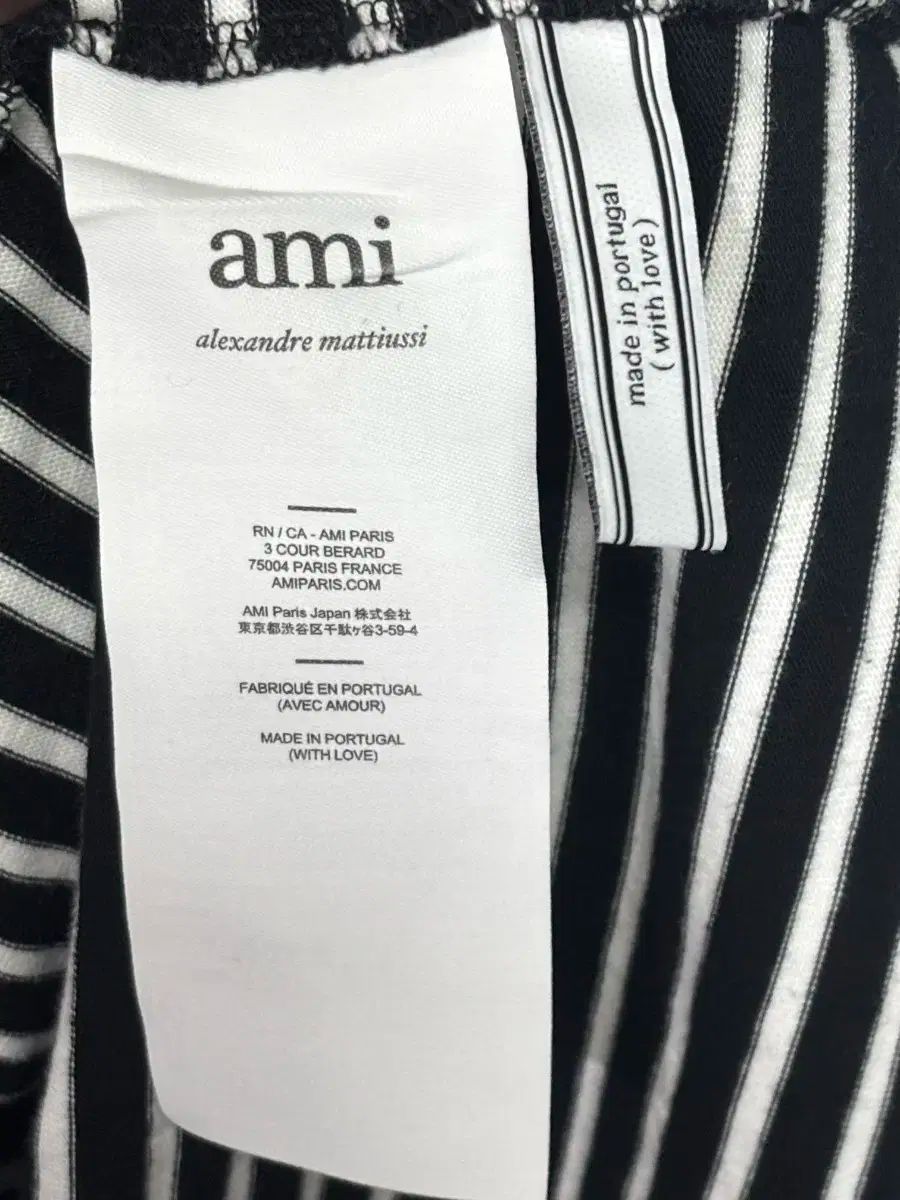 ami
alexandre mattiussi
RN / CA - AMI PARIS
3 COUR BERARD
75004 PARIS FRANCE
AMIPARIS.COM
AMI Paris Japan 株式会社
東京都渋谷区千駄ヶ谷3-59-4
FABRIQUÉ EN PORTUGAL
(AVEC AMOUR)
MADE IN PORTUGAL
(WITH LOVE)
made in portugal
( with love )